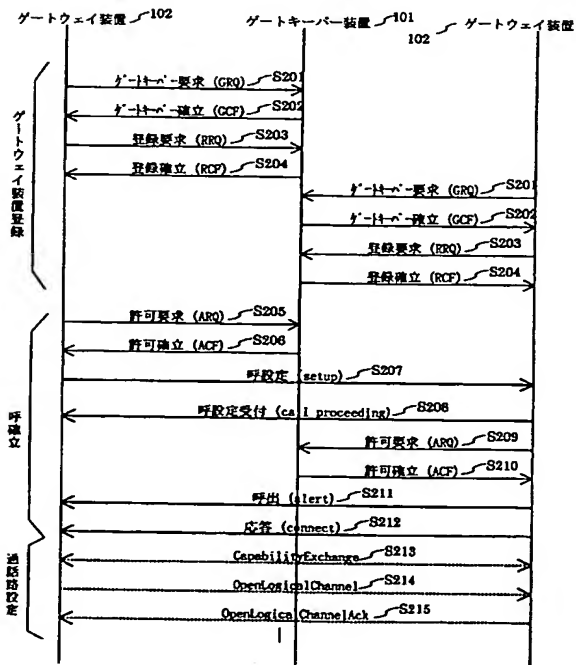 ゲートウェイ装置 102
ゲートキーパー装置 101
102 ゲートウェイ装置
ゲートウェイ装置登録
ゲートキーパー要求 (GRQ) S201
ゲートキーパー確立 (GCF) S202
登録要求 (RRQ) S203
登録確立 (RCF) S204
ゲートキーパー要求 (GRQ) S201
ゲートキーパー確立 (GCF) S202
登録要求 (RRQ) S203
登録確立 (RCF) S204
呼確立
許可要求 (ARQ) S205
許可確立 (ACF) S206
呼設定 (setup) S207
呼設定受付 (call proceeding) S208
許可要求 (ARQ) S209
許可確立 (ACF) S210
呼出 (alert) S211
応答 (connect) S212
通話路設定
CapabilityExchange S213
OpenLogicalChannel S214
OpenLogicalChannelAck S215